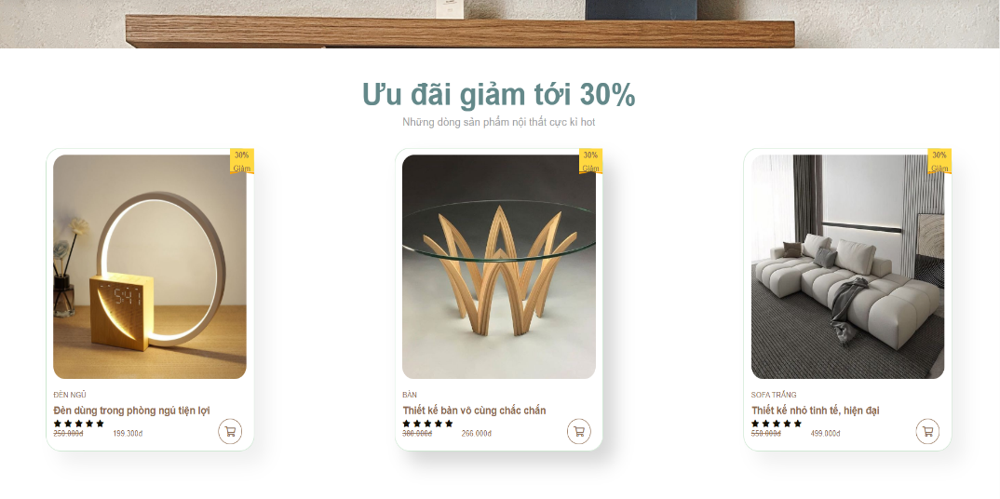 Ưu đãi giảm tới 30%
Những dòng sản phẩm nội thất cực kì hot
30%
Giảm
30%
Giảm
30%
Giảm
5:41
ĐÈN NGỦ
Đèn dùng trong phòng ngủ tiện lợi
250.000đ 199.300đ
BÀN
Thiết kế bàn vô cùng chắc chắn
380.000đ 266.000đ
SOFA TRẮNG
Thiết kế nhỏ tinh tế, hiện đại
550.000đ 499.000đ